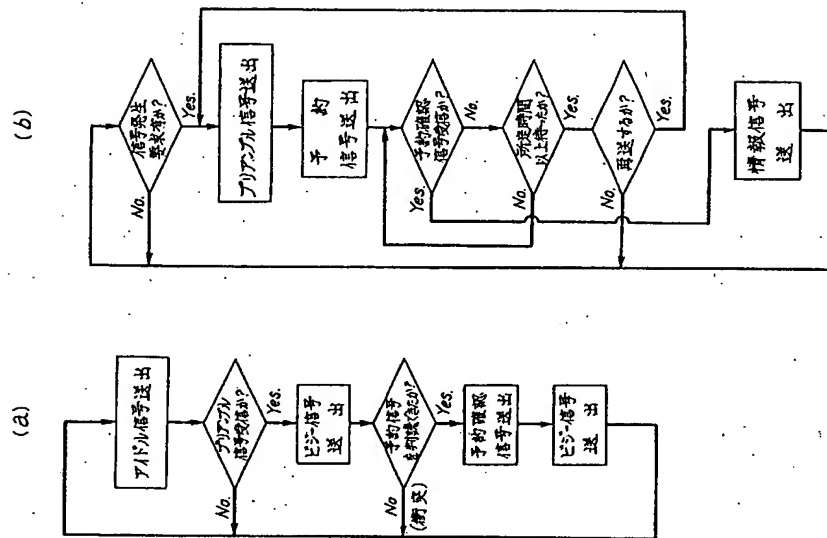 (a)
アイドル信号送出
プリアンブル
信号受信か?
Yes.
No.
ビジー信号
送 出
予約信号
を判読できたか?
Yes.
No
(衝突)
予約確認
信号送出
ビジー信号
送 出
(b)
信号発生
要求有か?
Yes.
No.
プリアンブル信号送出
予 約
信号送出
予約確認
信号受信か?
No.
Yes.
所定時間
以上待ったか?
Yes.
No.
再送するか?
Yes.
No.
情報信号
送 出